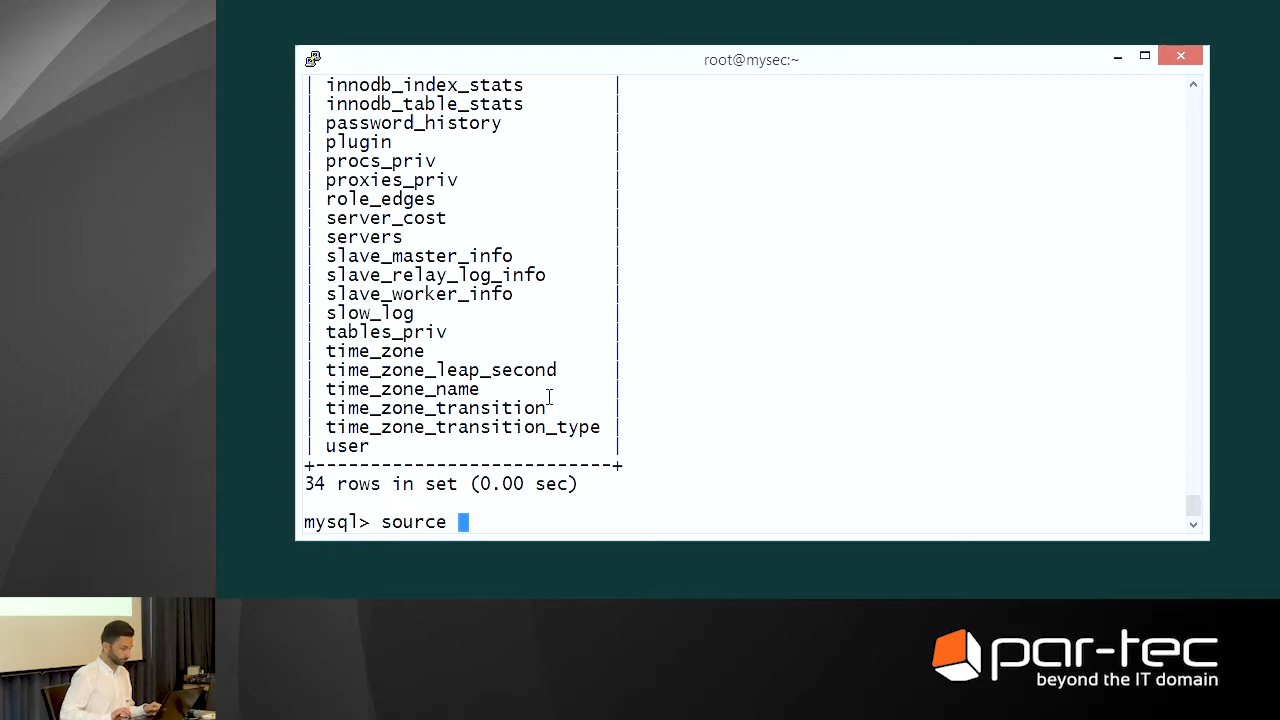 root@mysec:~
| innodb_index_stats |
| innodb_table_stats |
| password_history |
| plugin |
| procs_priv |
| proxies_priv |
| role_edges |
| server_cost |
| servers |
| slave_master_info |
| slave_relay_log_info |
| slave_worker_info |
| slow_log |
| tables_priv |
| time_zone |
| time_zone_leap_second |
| time_zone_name |
| time_zone_transition |
| time_zone_transition_type |
| user |
+---------------------------+
34 rows in set (0.00 sec)
mysql> source
par-tec
beyond the IT domain